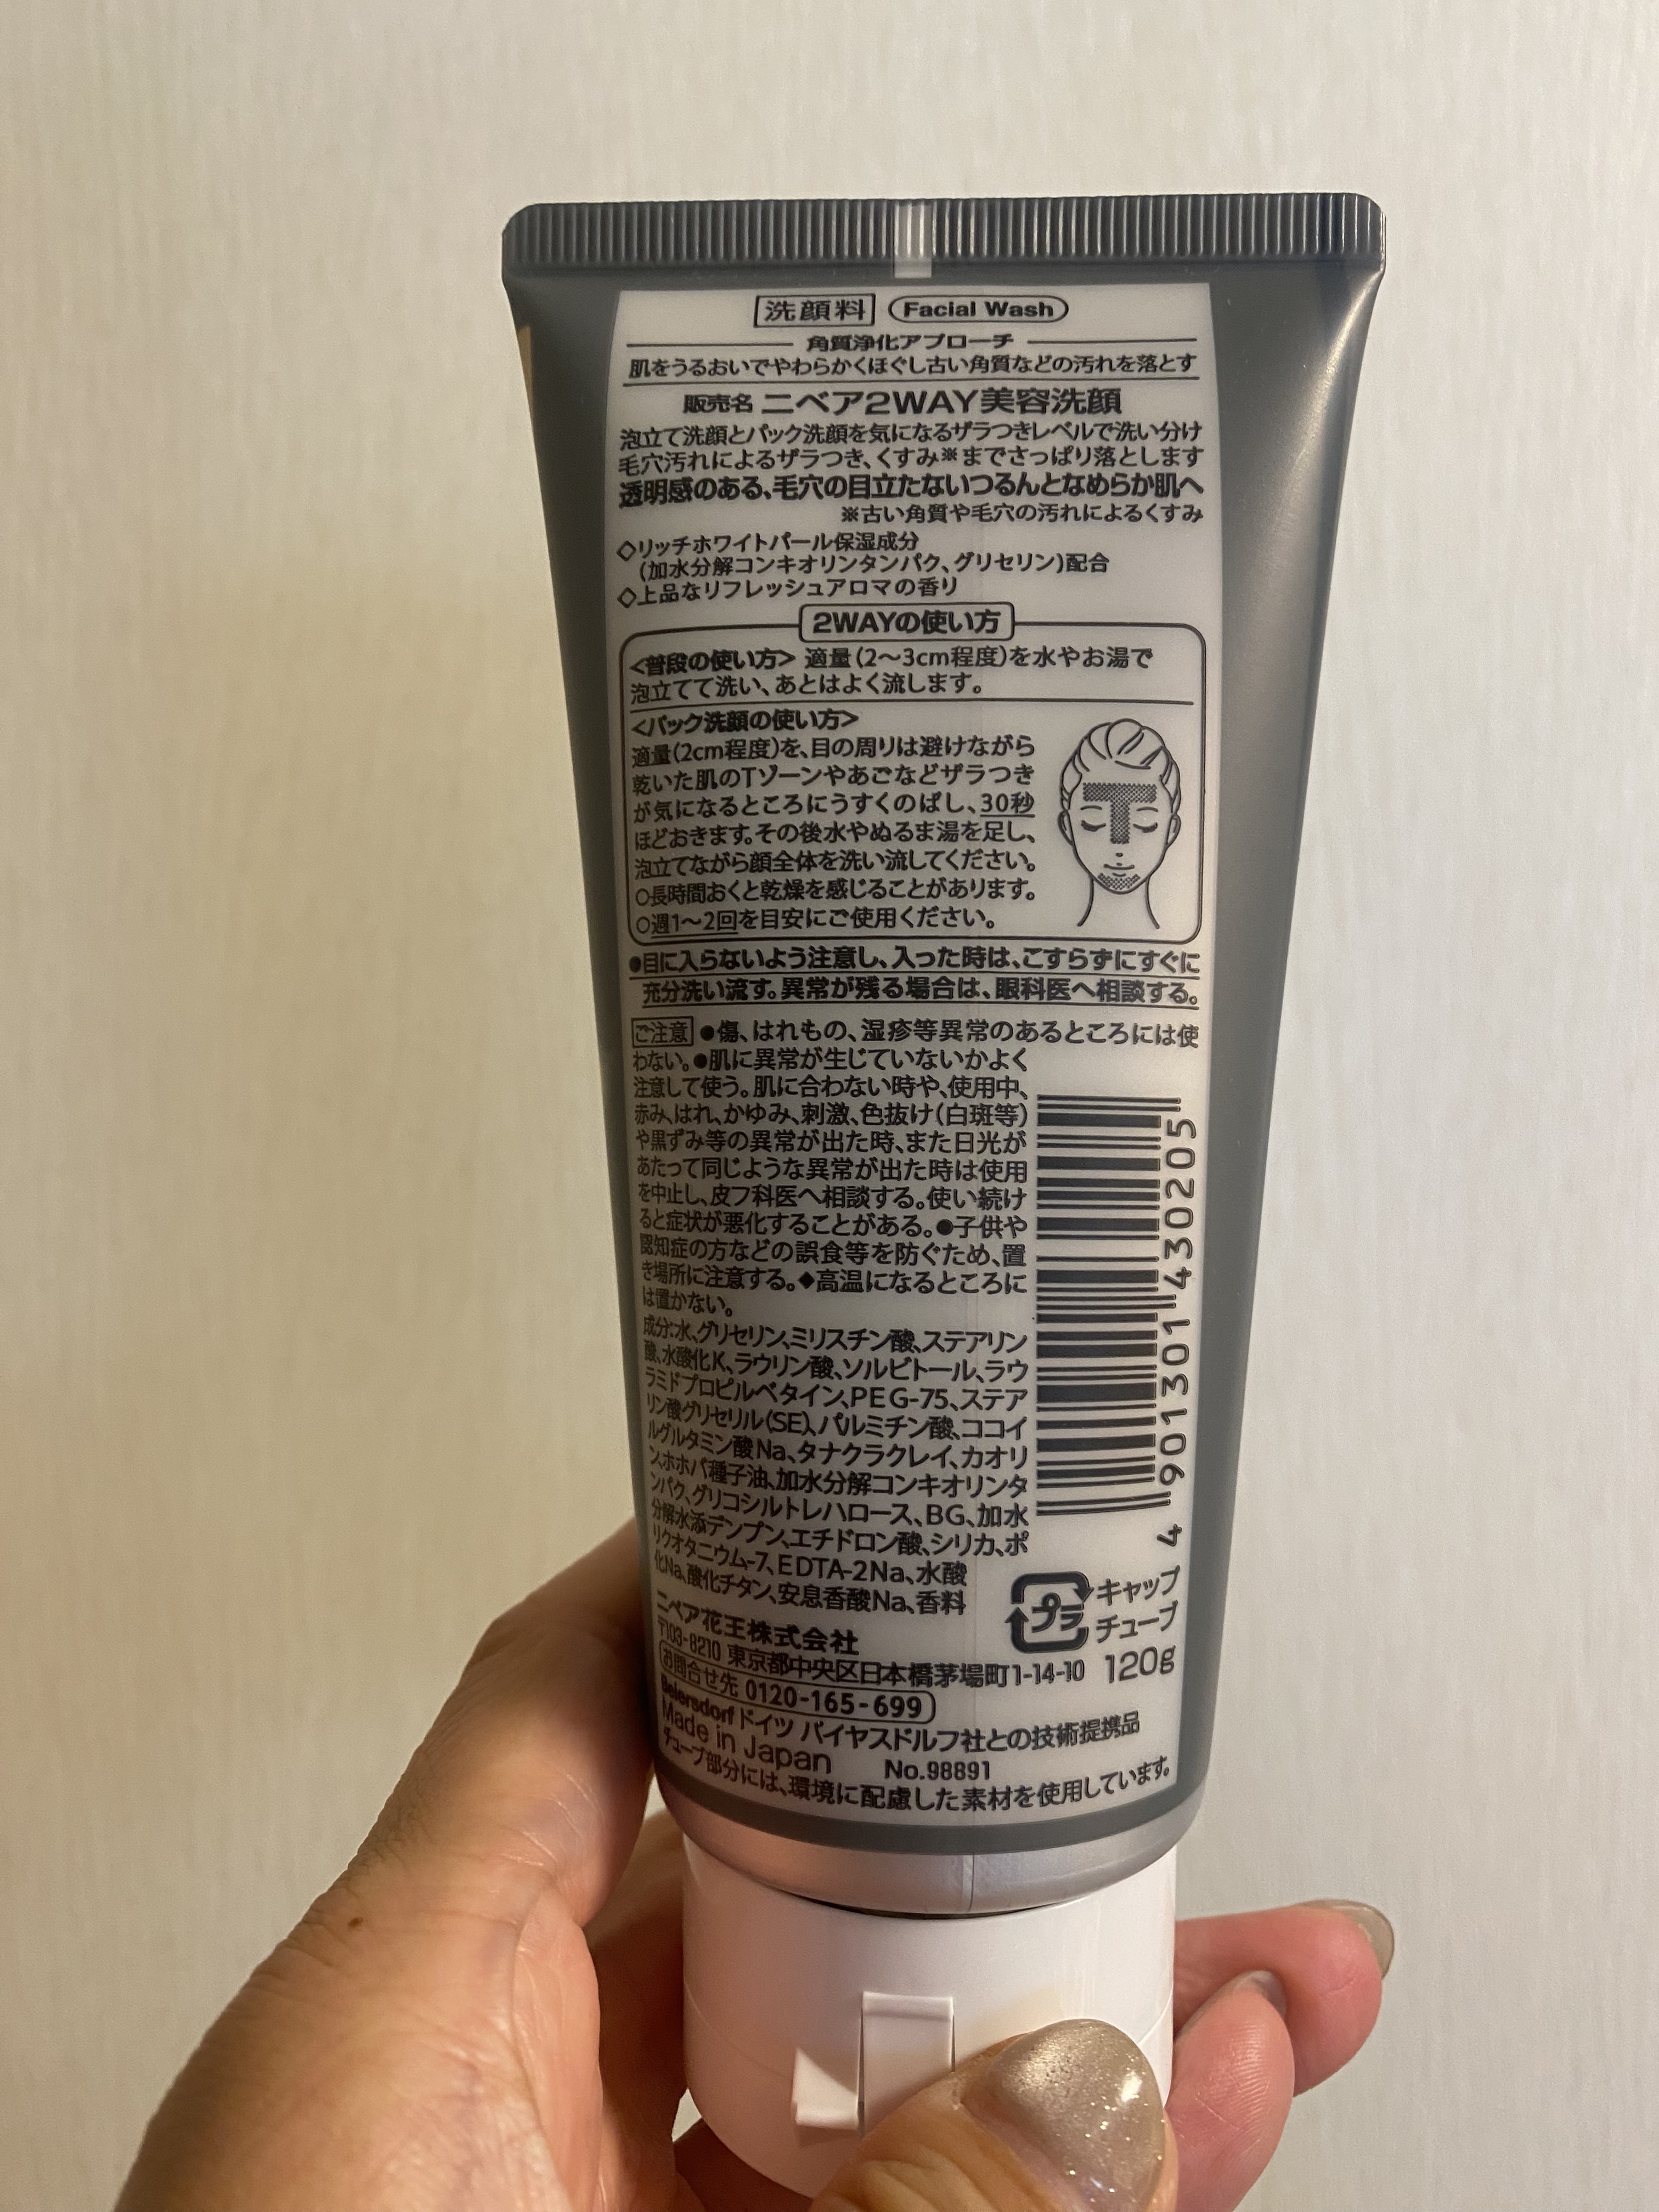 洗顔料 Facial Wash
角質浄化アプローチ
肌をうるおいでやわらかくほぐし古い角質などの汚れを落とす
販売名 ニベア2WAY美容洗顔
泡立て洗顔とパック洗顔を気になるザラつきレベルで洗い分け
毛穴汚れによるザラつき、くすみ※までさっぱり落とします
透明感のある、毛穴の目立たないつるんとなめらか肌へ
※古い角質や毛穴の汚れによるくすみ
◇リッチホワイトパール保湿成分
(加水分解コンキオリンタンパク、グリセリン)配合
◇上品なリフレッシュアロマの香り
2WAYの使い方
<普段の使い方> 適量(2〜3cm程度)を水やお湯で
泡立てて洗い、あとはよく流します。
<パック洗顔の使い方>
適量(2cm程度)を、目の周りは避けながら
乾いた肌のTゾーンやあごなどザラつき
が気になるところにうすくのばし、30秒
ほどおきます。その後水やぬるま湯を足し、
泡立てながら顔全体を洗い流してください。
○長時間おくと乾燥を感じることがあります。
○週1〜2回を目安にご使用ください。
T
●目に入らないよう注意し、入った時は、こすらずにすぐに
充分洗い流す。異常が残る場合は、眼科医へ相談する。
ご注意 ●傷、はれもの、湿疹等異常のあるところには使
わない。●肌に異常が生じていないかよく
注意して使う。肌に合わない時や、使用中、
赤み、はれ、かゆみ、刺激、色抜け(白斑等)
や黒ずみ等の異常が出た時、また日光が
あたって同じような異常が出た時は使用
を中止し、皮フ科医へ相談する。使い続け
ると症状が悪化することがある。●子供や
認知症の方などの誤食等を防ぐため、置
き場所に注意する。◆高温になるところに
は置かない。
成分:水、グリセリン、ミリスチン酸、ステアリン
酸、水酸化K、ラウリン酸、ソルビトール、ラウ
ラミドプロピルベタイン、PEG-75、ステア
リン酸グリセリル(SE)、パルミチン酸、ココイ
ルグルタミン酸Na、タナクラクレイ、カオリ
ン、ホホバ種子油、加水分解コンキオリンタ
ンパク、グリコシルトレハロース、BG、加水
分解水添デンプン、エチドロン酸、シリカ、ポ
リクオタニウム-7、EDTA-2Na、水酸
化Na、酸化チタン、安息香酸Na、香料
4 901301 430205
プラ キャップ
チューブ
ニベア花王株式会社
〒103-8210 東京都中央区日本橋茅場町1-14-10 120g
お問合せ先 0120-165-699
Beiersdorf ドイツ バイヤスドルフ社との技術提携品
Made in Japan No.98891
チューブ部分には、環境に配慮した素材を使用しています。